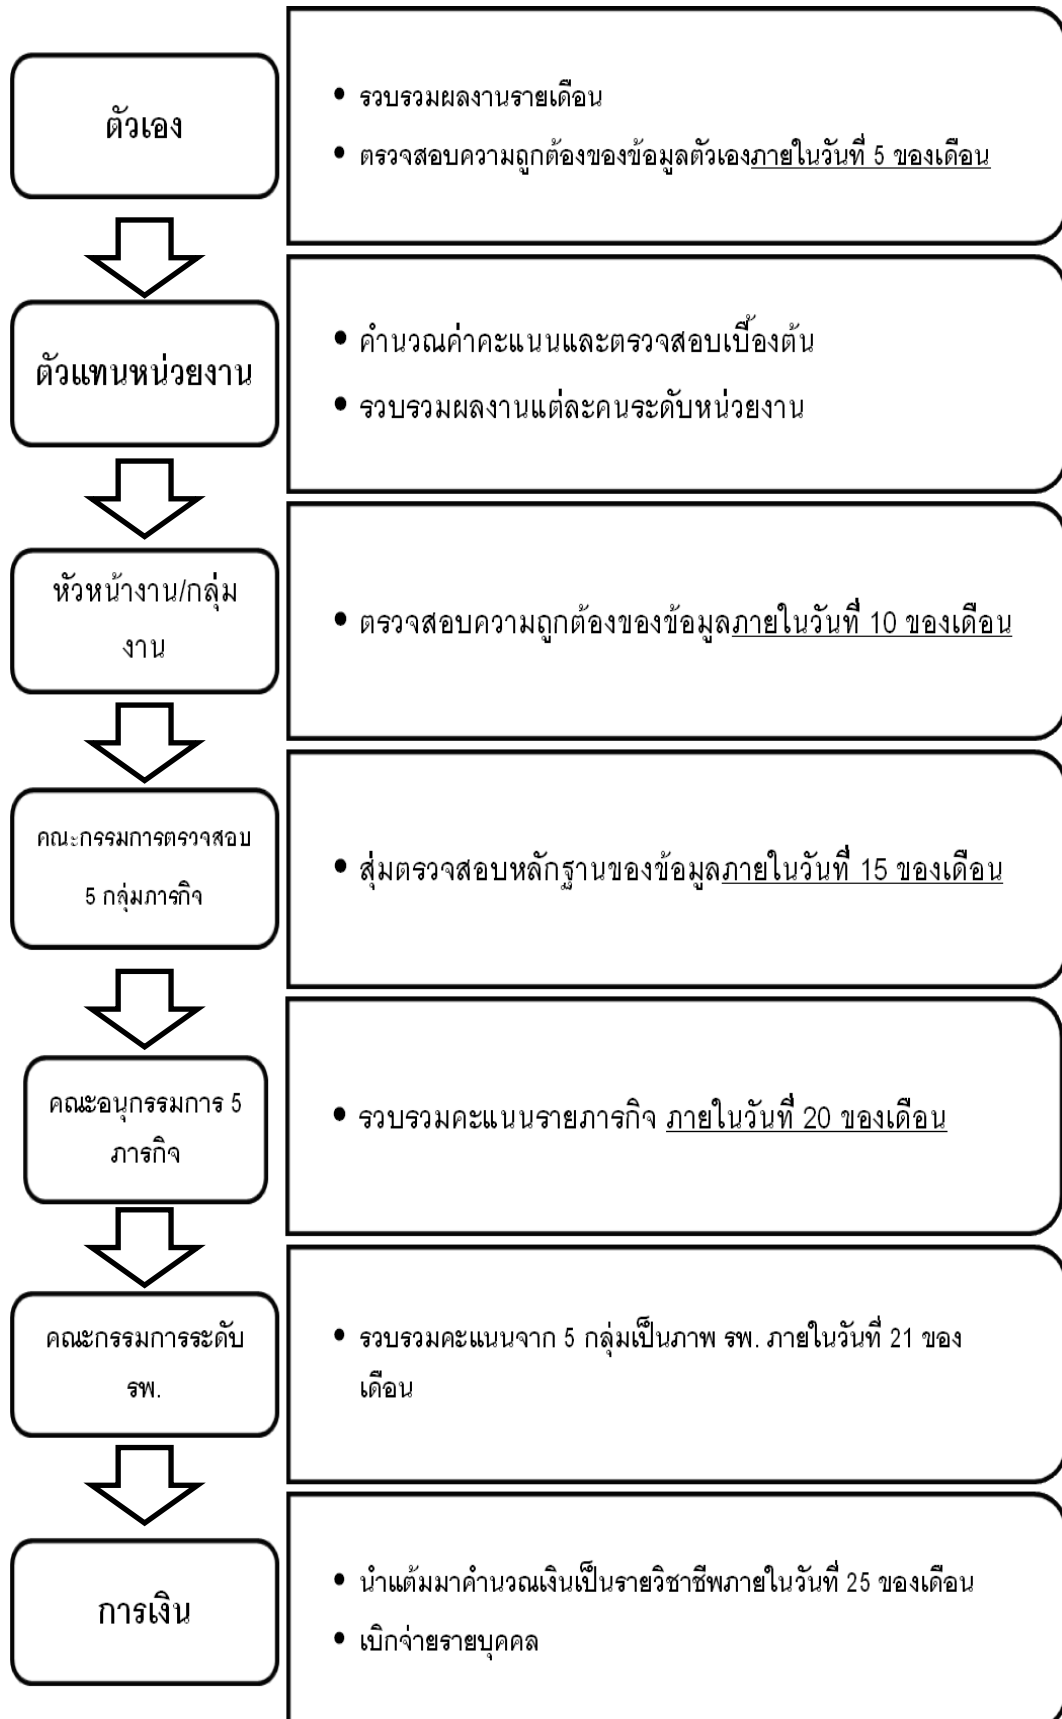 ตัวเอง
• รวบรวมผลงานรายเดือน
• ตรวจสอบความถูกต้องของข้อมูลตัวเองภายในวันที่ 5 ของเดือน
ตัวแทนหน่วยงาน
• คำนวณค่าคะแนนและตรวจสอบเบื้องต้น
• รวบรวมผลงานแต่ละคนระดับหน่วยงาน
หัวหน้างาน/กลุ่ม
งาน
• ตรวจสอบความถูกต้องของข้อมูลภายในวันที่ 10 ของเดือน
คณะกรรมการตรวจสอบ
5 กลุ่มภารกิจ
• สุ่มตรวจสอบหลักฐานของข้อมูลภายในวันที่ 15 ของเดือน
คณะอนุกรรมการ 5
ภารกิจ
• รวบรวมคะแนนรายภารกิจ ภายในวันที่ 20 ของเดือน
คณะกรรมการระดับ
รพ.
• รวบรวมคะแนนจาก 5 กลุ่มเป็นภาพ รพ. ภายในวันที่ 21 ของ
เดือน
การเงิน
• นำแต้มมาคำนวณเงินเป็นรายวิชาชีพภายในวันที่ 25 ของเดือน
• เบิกจ่ายรายบุคคล